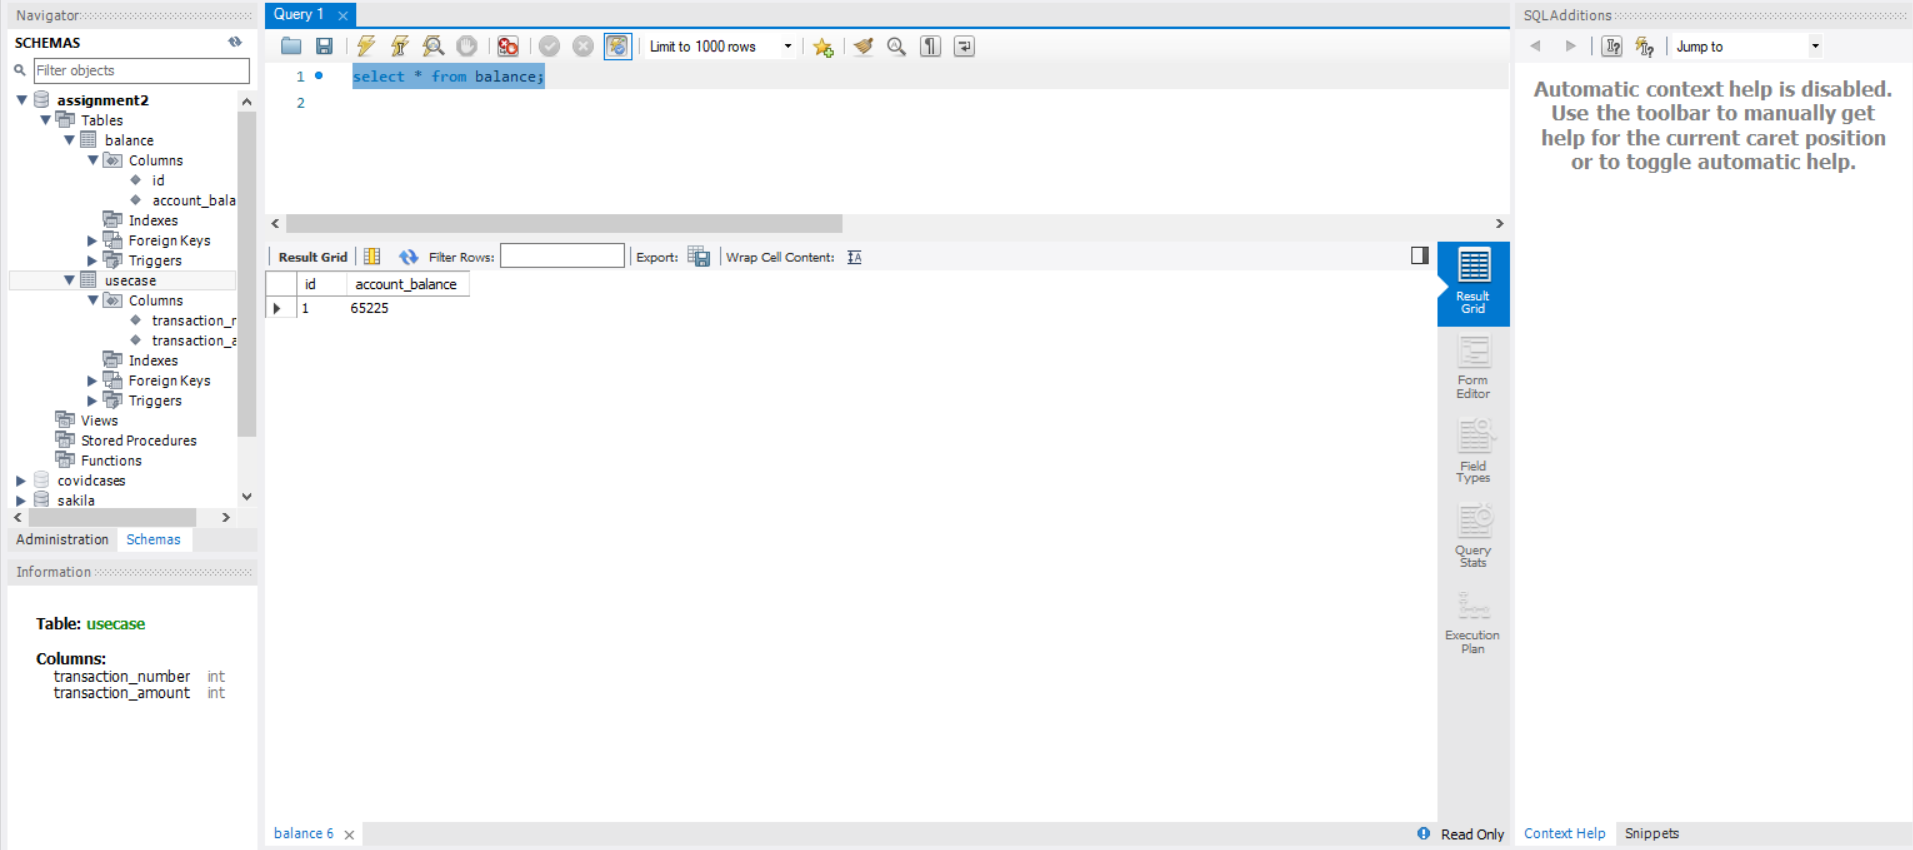 Navigator
SCHEMAS
Filter objects
assignment2
Tables
balance
Columns
id
account_bala
Indexes
Foreign Keys
Triggers
usecase
Columns
transaction_r
transaction_a
Indexes
Foreign Keys
Triggers
Views
Stored Procedures
Functions
covidcases
sakila
Administration Schemas
Information
Table: usecase
Columns:
transaction_number int
transaction_amount int
Query 1
Limit to 1000 rows
1 select * from balance;
2
Result Grid Filter Rows: Export: Wrap Cell Content:
id account_balance
1 65225
Result
Grid
Form
Editor
Field
Types
Query
Stats
Execution
Plan
balance 6
Read Only
SQLAdditions
Jump to
Automatic context help is disabled.
Use the toolbar to manually get
help for the current caret position
or to toggle automatic help.
Context Help Snippets